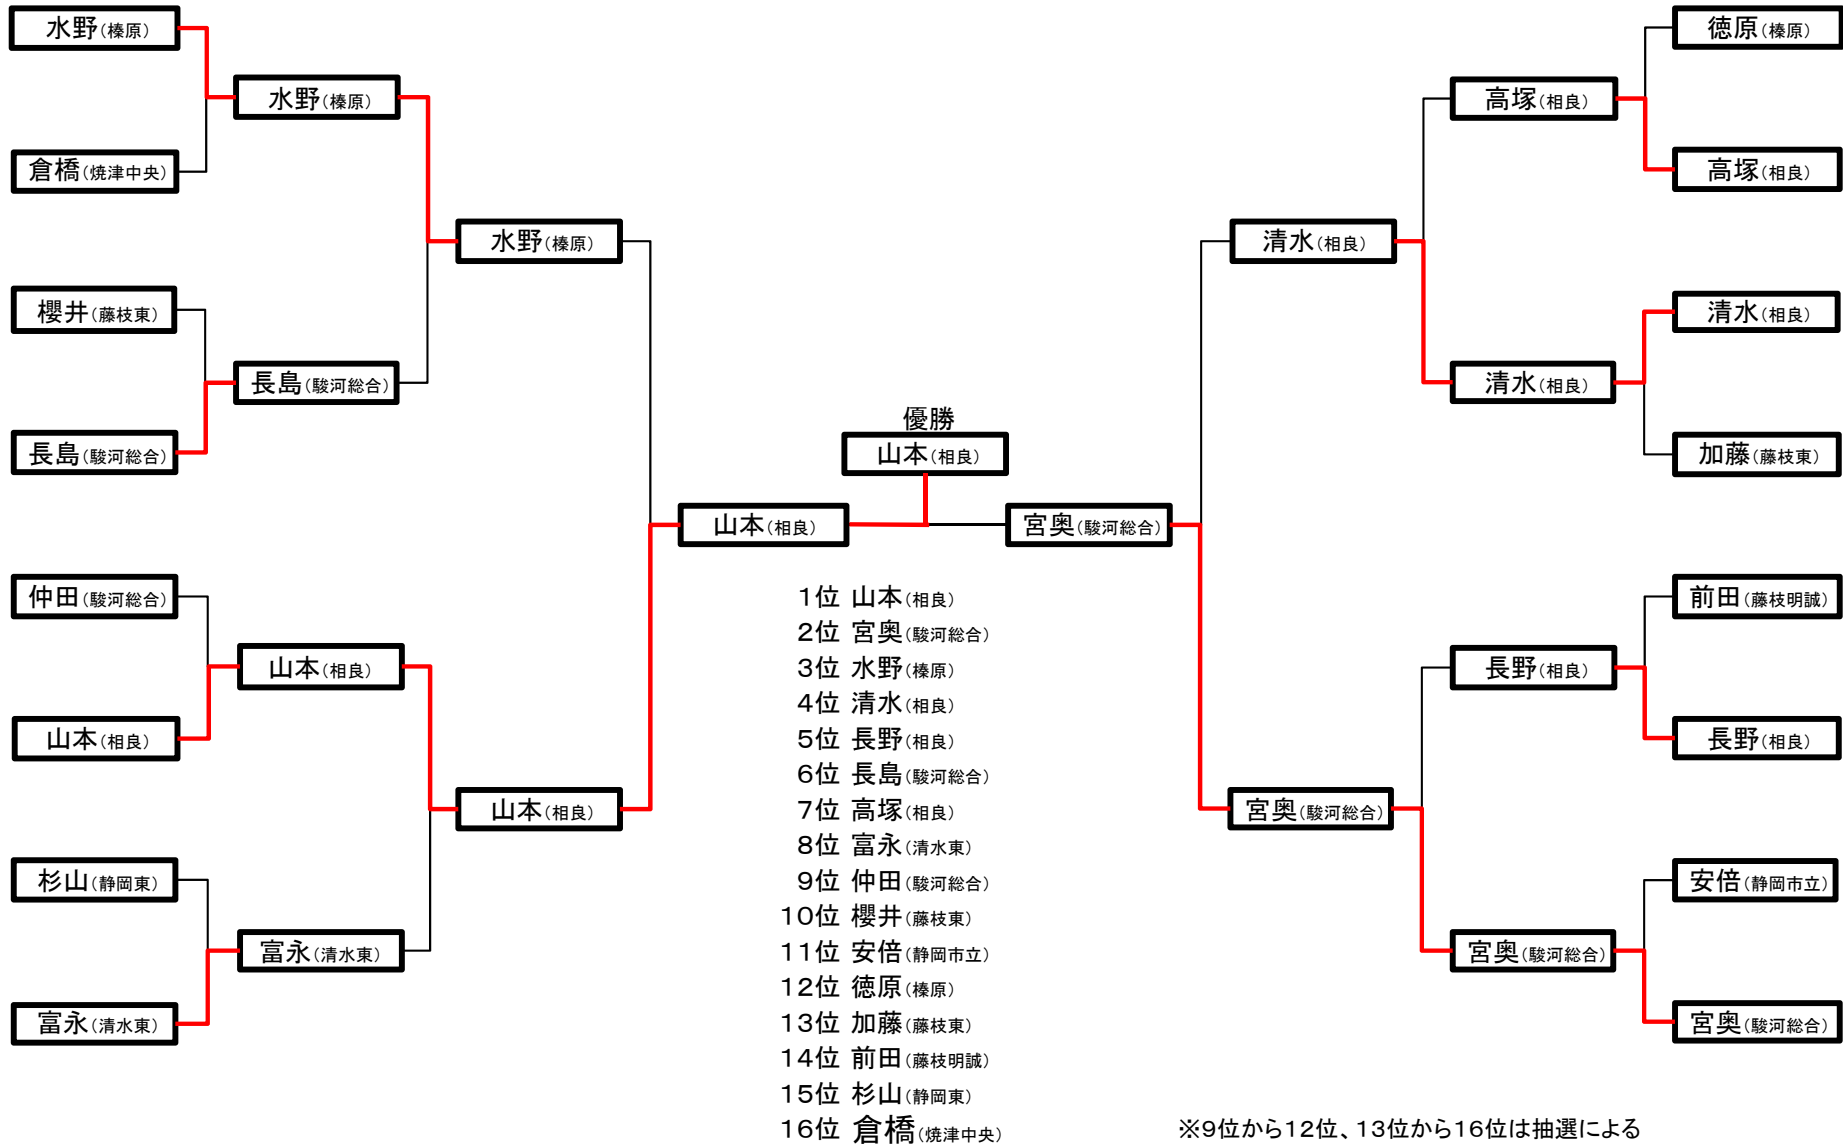 水野(榛原)
倉橋(焼津中央)
櫻井(藤枝東)
長島(駿河総合)
仲田(駿河総合)
山本(相良)
杉山(静岡東)
富永(清水東)
水野(榛原)
長島(駿河総合)
山本(相良)
富永(清水東)
水野(榛原)
山本(相良)
山本(相良)
優勝
山本(相良)
宮奥(駿河総合)
清水(相良)
宮奥(駿河総合)
高塚(相良)
清水(相良)
長野(相良)
宮奥(駿河総合)
徳原(榛原)
高塚(相良)
清水(相良)
加藤(藤枝東)
前田(藤枝明誠)
長野(相良)
安倍(静岡市立)
宮奥(駿河総合)
1位 山本(相良)
2位 宮奥(駿河総合)
3位 水野(榛原)
4位 清水(相良)
5位 長野(相良)
6位 長島(駿河総合)
7位 高塚(相良)
8位 富永(清水東)
9位 仲田(駿河総合)
10位 櫻井(藤枝東)
11位 安倍(静岡市立)
12位 徳原(榛原)
13位 加藤(藤枝東)
14位 前田(藤枝明誠)
15位 杉山(静岡東)
16位 倉橋(焼津中央)
※9位から12位、13位から16位は抽選による